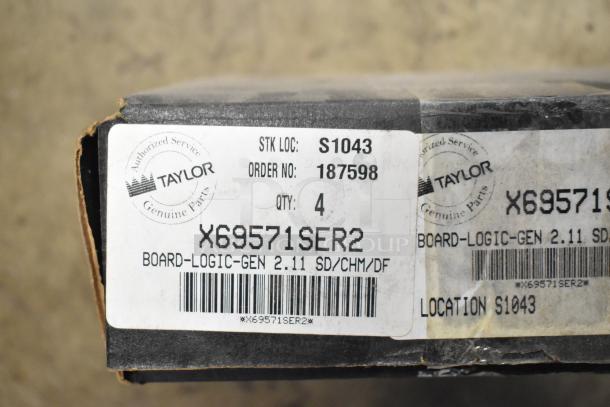 Authorized Service
TAYLOR
Genuine Parts
STK LOC: S1043
ORDER NO: 187598
QTY: 4
X69571SER2
BOARD-LOGIC-GEN 2.11 SD/CHM/DF
*X69571SER2*
Authorized Service
TAYLOR
Genuine Parts
X69571S
BOARD-LOGIC-GEN 2.11 SD
*X69571SER2*
LOCATION S1043